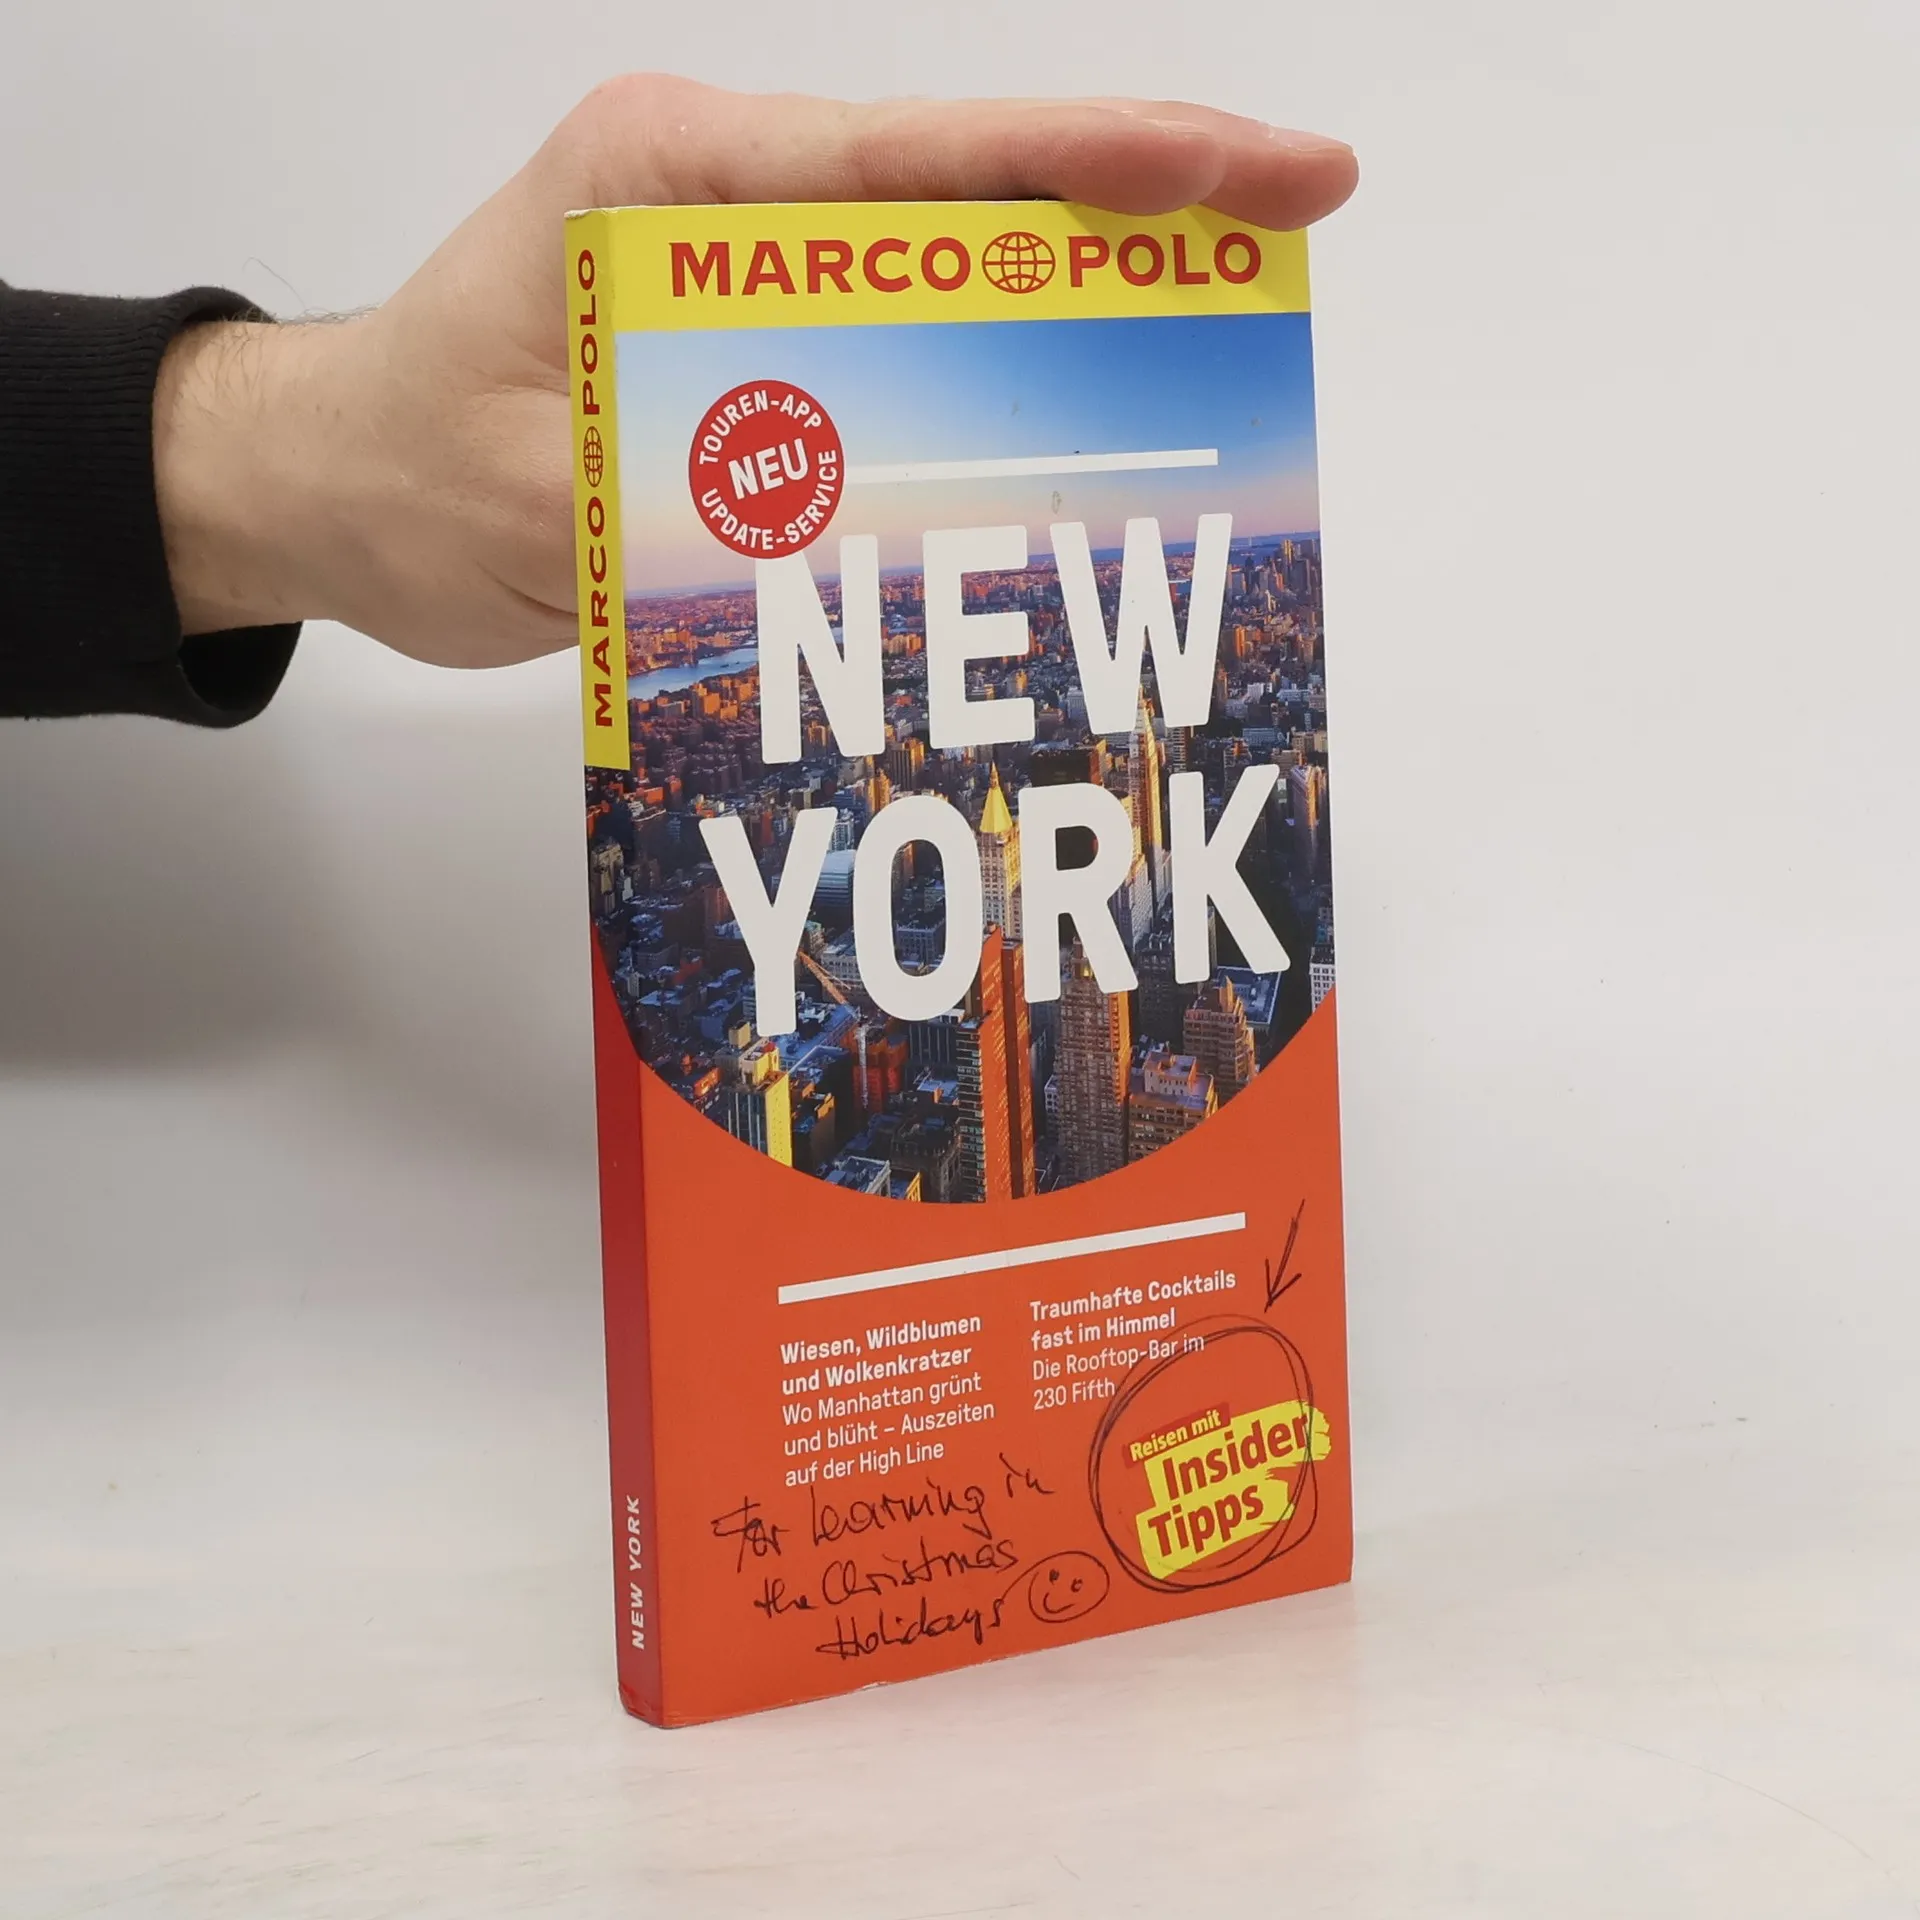 MARCO POLO
MARCO POLO
TOUREN-APP
NEU
UPDATE-SERVICE
NEW
YORK
Wiesen, Wildblumen
und Wolkenkratzer
Wo Manhattan grünt
und blüht – Auszeiten
auf der High Line
Traumhafte Cocktails
fast im Himmel
Die Rooftop-Bar im
230 Fifth
Reisen mit
Insider
Tipps
For learning in
the Christmas
Holidays
NEW YORK